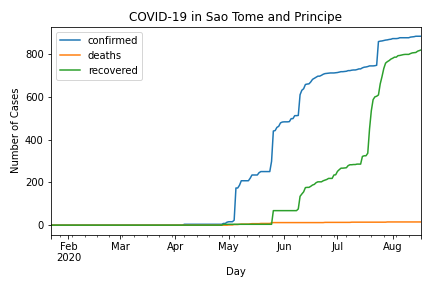 COVID-19 in Sao Tome and Principe
confirmed
deaths
recovered
Number of Cases
800
600
400
200
0
Feb
2020
Mar
Apr
May
Jun
Jul
Aug
Day